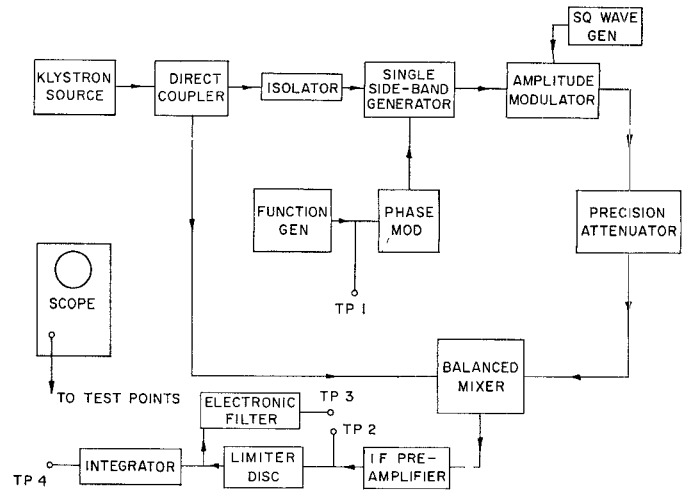 SQ WAVE
GEN
KLYSTRON
SOURCE
DIRECT
COUPLER
ISOLATOR
SINGLE
SIDE-BAND
GENERATOR
AMPLITUDE
MODULATOR
FUNCTION
GEN
PHASE
MOD
PRECISION
ATTENUATOR
TP 1
SCOPE
BALANCED
MIXER
TO TEST POINTS
ELECTRONIC
FILTER
TP 3
TP 2
TP 4
INTEGRATOR
LIMITER
DISC
IF PRE-
AMPLIFIER